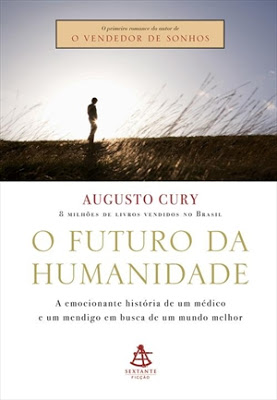 O primeiro romance do autor de
O VENDEDOR DE SONHOS
AUGUSTO CURY
8 MILHÕES DE LIVROS VENDIDOS NO BRASIL
O FUTURO DA
HUMANIDADE
A emocionante história de um médico
e um mendigo em busca de um mundo melhor
SEXTANTE
FICÇÃO